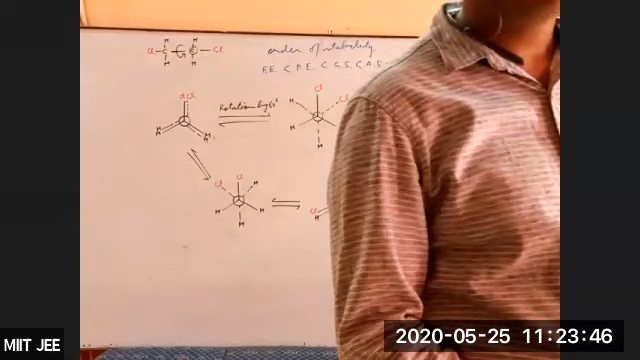 H H
Cl-C C-Cl
H H
order of stability.
E.E. < P.E. < G.S. < A.S.
Cl Cl
H H H H
Rotation by 60°
Cl
H Cl
H
H
Cl Cl H
H H
H
Cl
H
MIIT JEE
2020-05-25 11:23:46